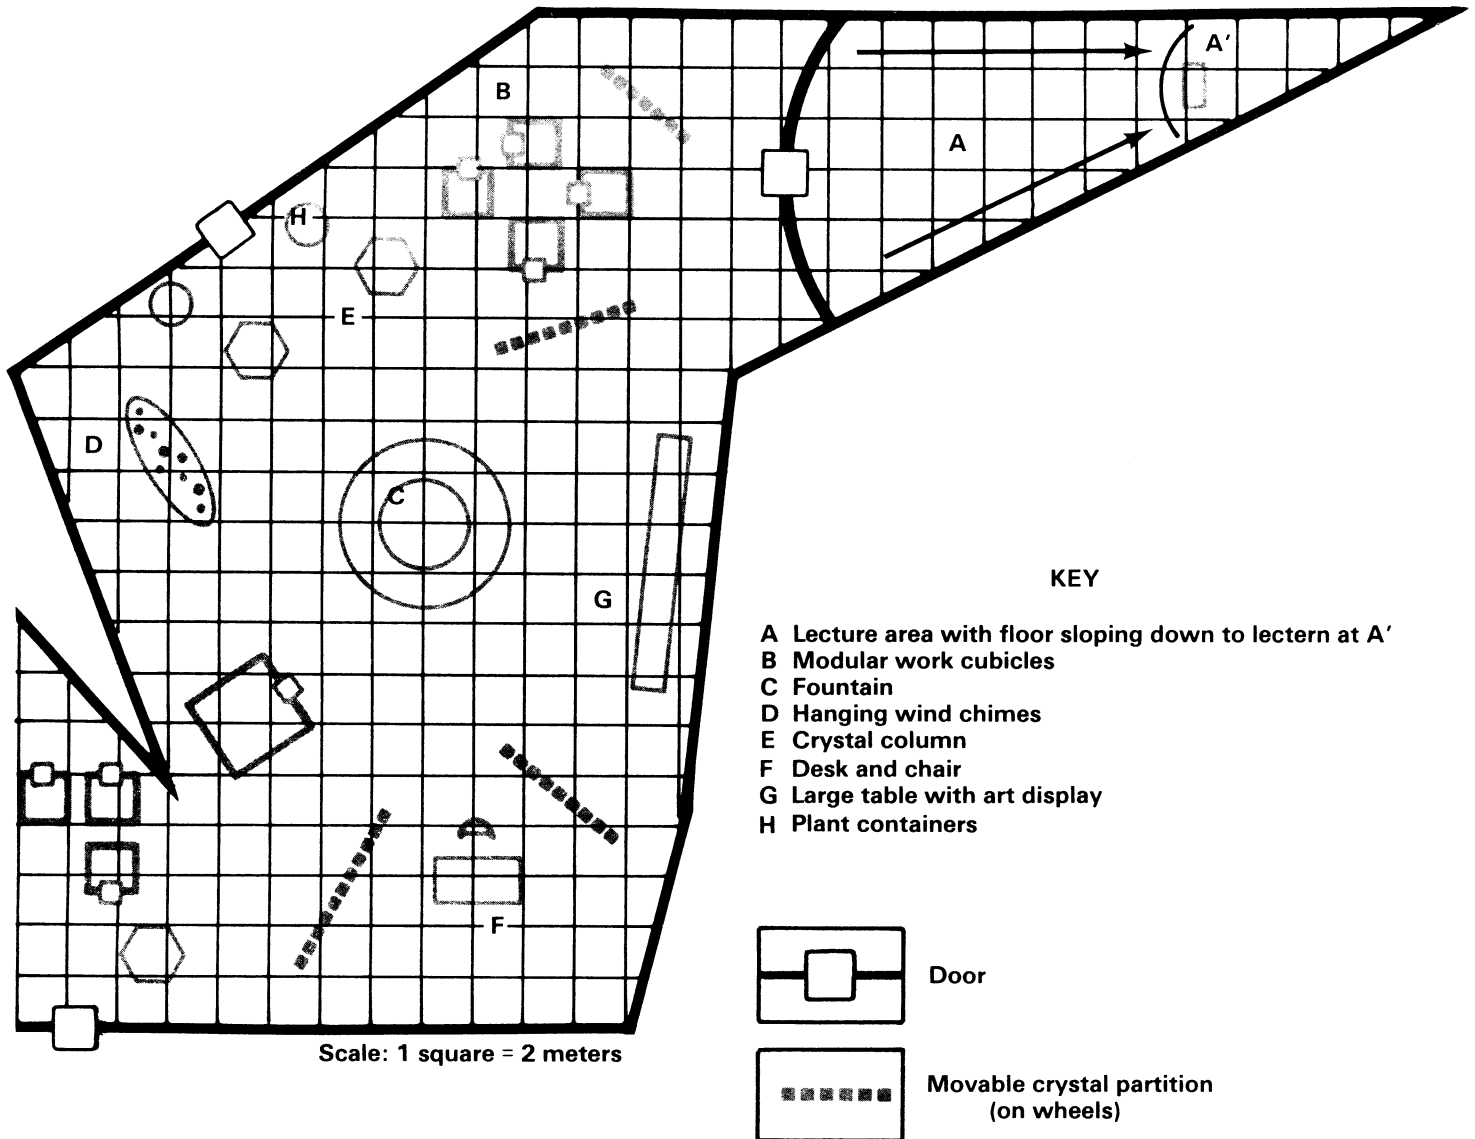 A′
B
A
H
E
D
C
G
F
Scale: 1 square = 2 meters
KEY
A Lecture area with floor sloping down to lectern at A′
B Modular work cubicles
C Fountain
D Hanging wind chimes
E Crystal column
F Desk and chair
G Large table with art display
H Plant containers
Door
Movable crystal partition
(on wheels)